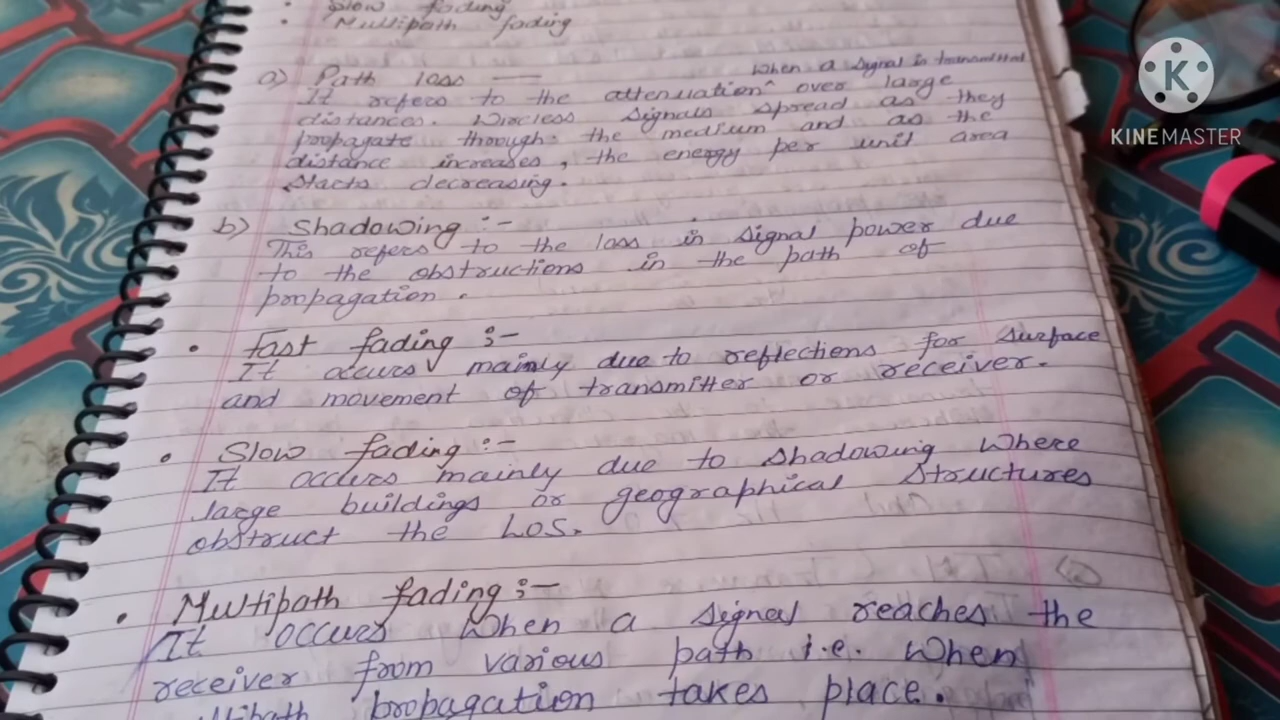 • Slow fading
• Multipath fading
a) Path loss —
when a signal is transmitted
It refers to the attenuation^ over large
distances. Wireless signals spread as they
propagate through the medium and as the
distance increases, the energy per unit area
starts decreasing.
b) Shadowing :-
This refers to the loss in signal power due
to the obstructions in the path of
propagation.
• Fast fading :-
It occurs mainly due to reflections for surface
and movement of transmitter or receiver.
• Slow fading :-
It occurs mainly due to shadowing where
large buildings or geographical structures
obstruct the LOS.
• Multipath fading :-
It occurs when a signal reaches the
receiver from various path i.e. when
propagation takes place.
K
KINEMASTER